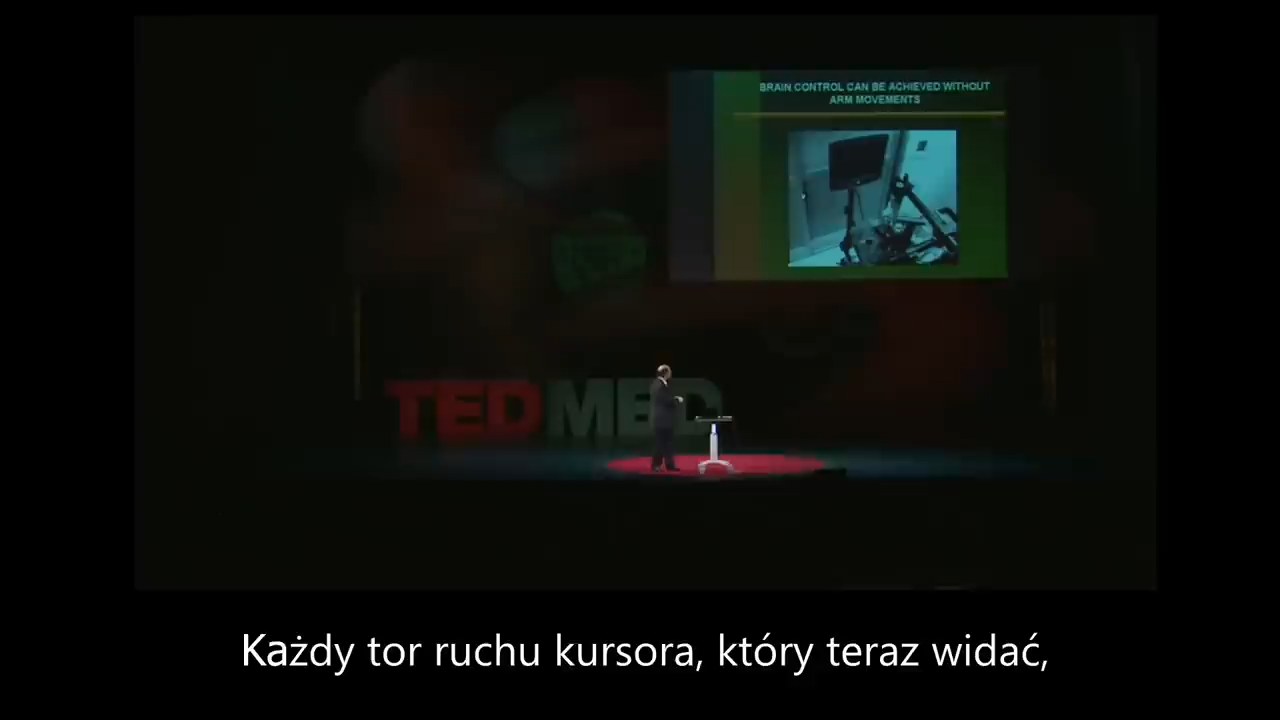 BRAIN CONTROL CAN BE ACHIEVED WITHOUT
ARM MOVEMENTS
TEDMED
Każdy tor ruchu kursora, który teraz widać,